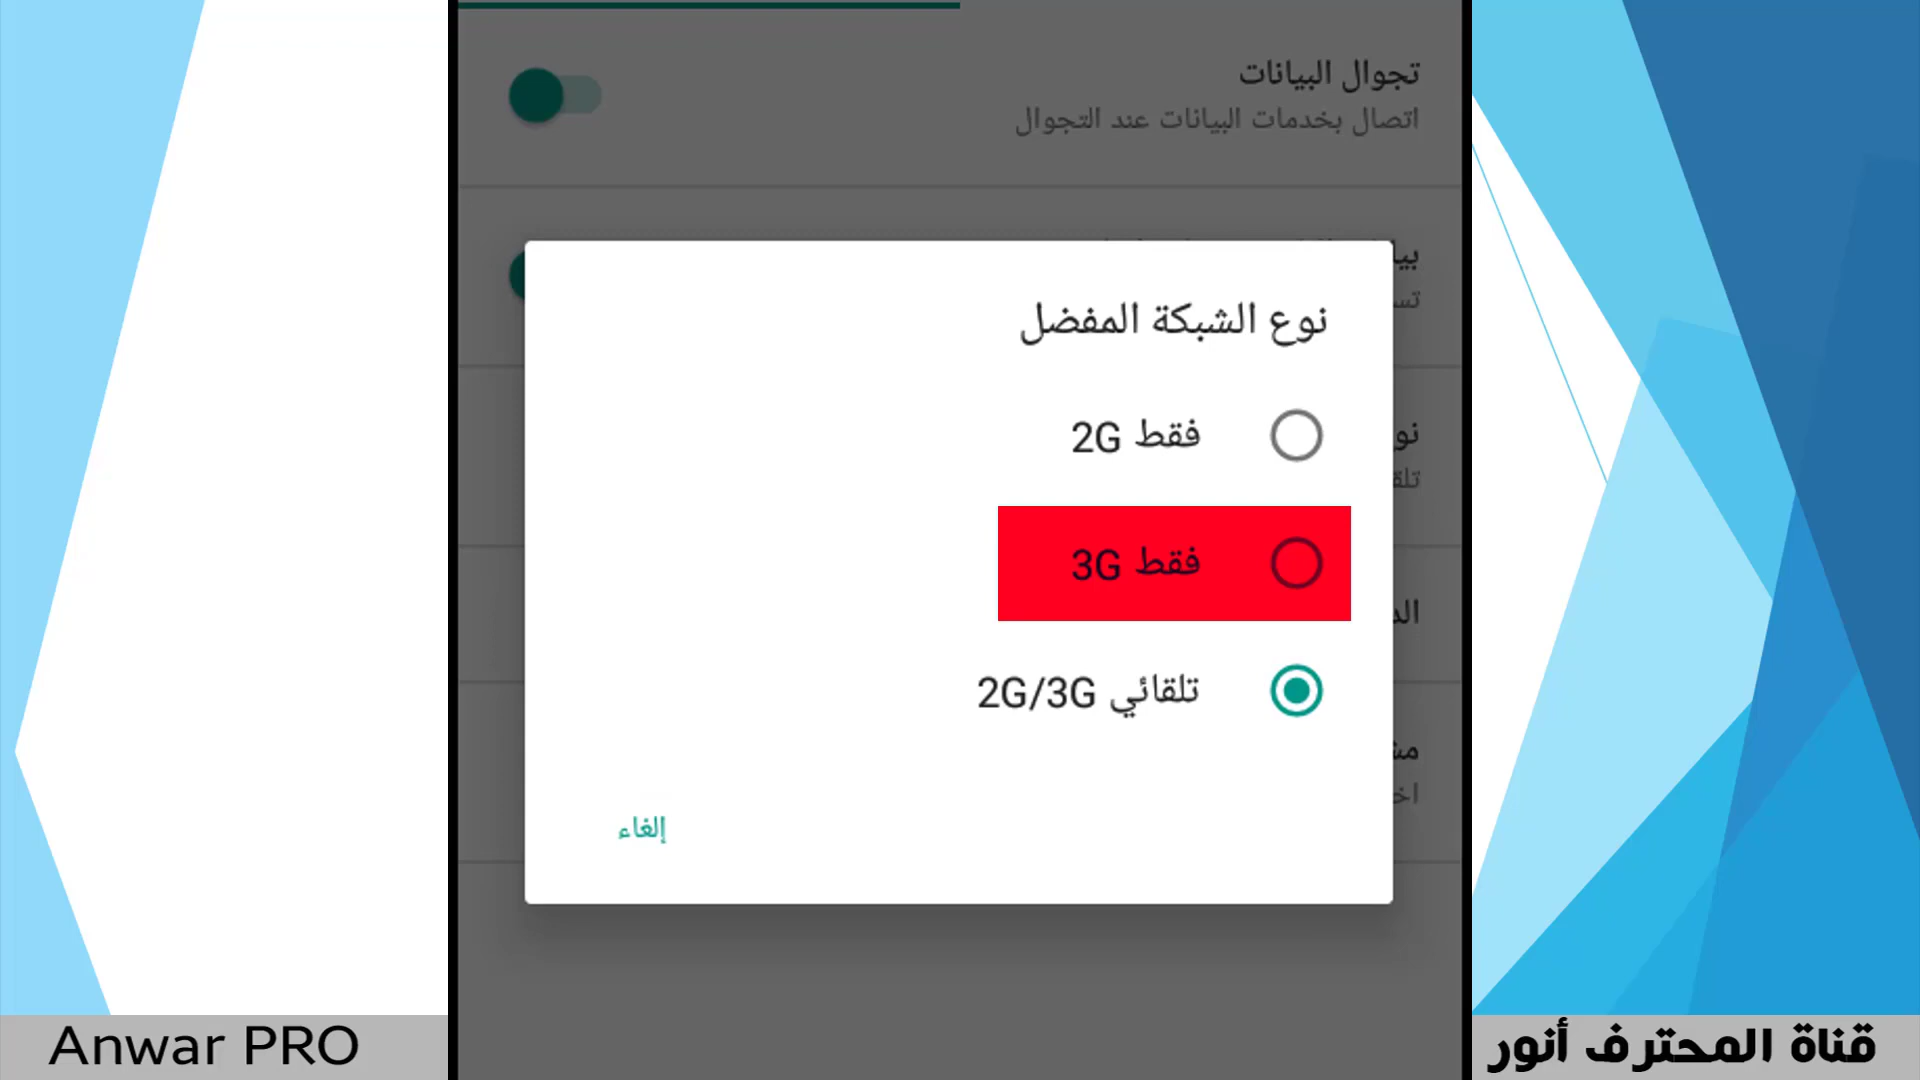 تجوال البيانات
اتصال بخدمات البيانات عند التجوال
نوع الشبكة المفضل
فقط 2G
فقط 3G
تلقائي 2G/3G
إلغاء
Anwar PRO
قناة المحترف أنور